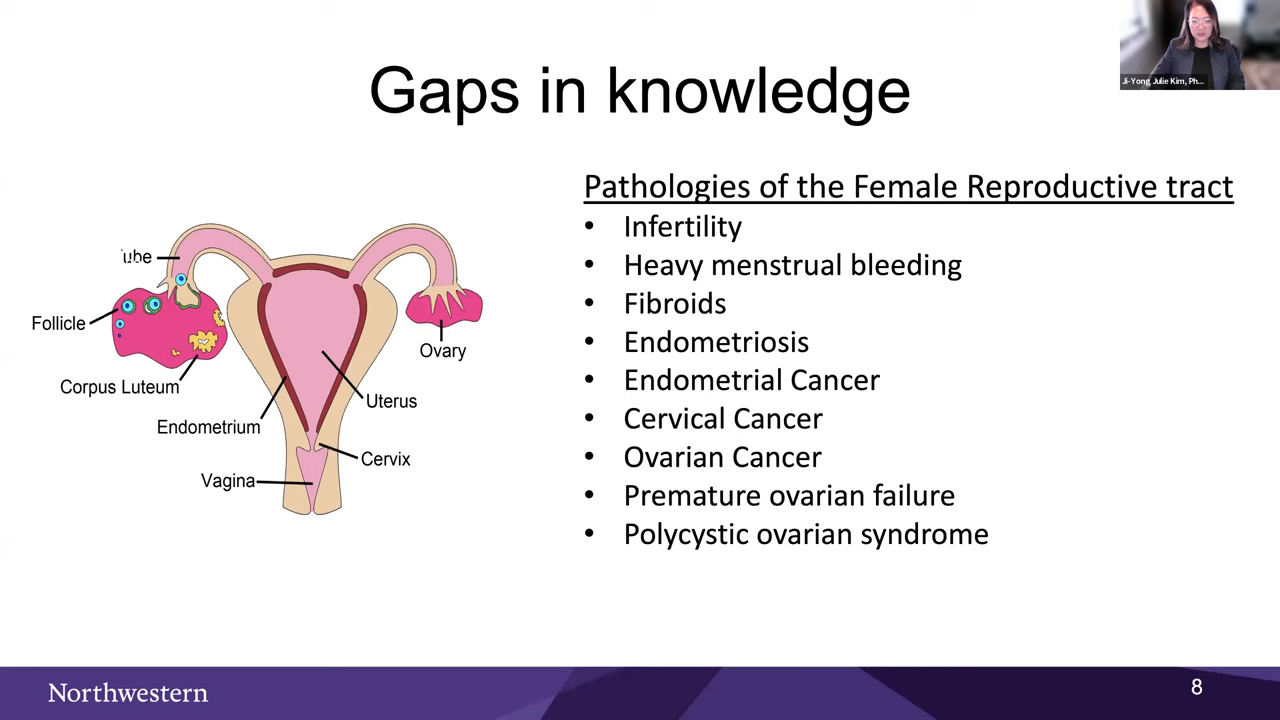 Gaps in knowledge
Ji-Yong Julie Kim, Ph...
Pathologies of the Female Reproductive tract
• Infertility
• Heavy menstrual bleeding
• Fibroids
• Endometriosis
• Endometrial Cancer
• Cervical Cancer
• Ovarian Cancer
• Premature ovarian failure
• Polycystic ovarian syndrome
Follicle
Corpus Luteum
Endometrium
Vagina
Ovary
Uterus
Cervix
Northwestern
8